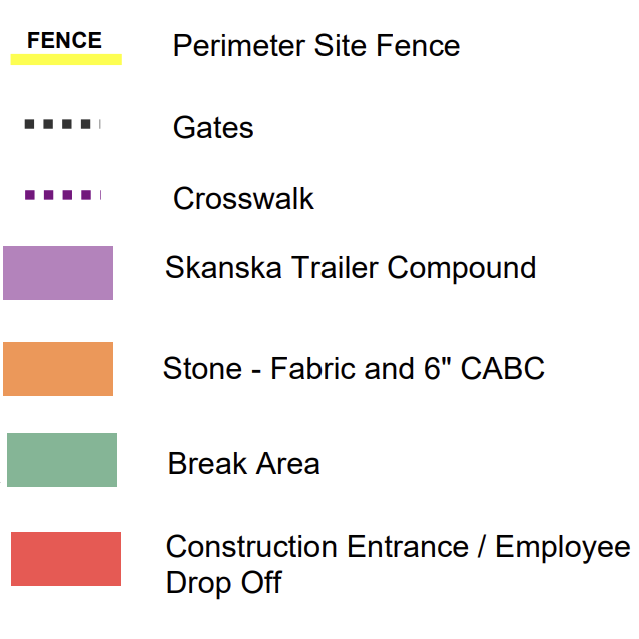 FENCE Perimeter Site Fence
Gates
Crosswalk
Skanska Trailer Compound
Stone - Fabric and 6" CABC
Break Area
Construction Entrance / Employee
Drop Off